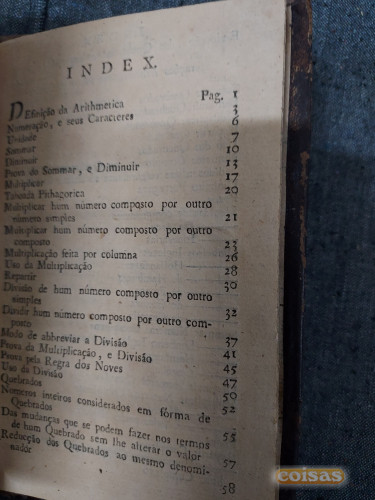 INDEX.
Pag. 1
DEfinição da Arithmetica 3
Numeração, e seus Caracteres 6
Unidade 7
Sommar 10
Diminuir 13
Prova do Sommar, e Diminuir 17
Multiplicar 20
Taboada Pithagorica
Multiplicar hum número composto por outro
número simples 21
Multiplicar hum número composto por outro
composto 23
Multiplicação feita por columna 26
Uso da Multiplicação 28
Repartir 30
Divisão de hum número composto por outro
simples 32
Dividir hum número composto por outro com-
posto 37
Modo de abbreviar a Divisão 41
Prova da Multiplicação, e Divisão 45
Prova pela Regra dos Noves 47
Uso da Divisão 50
Quebrados 52
Números inteiros considerados em fórma de
Quebrados 55
Das mudanças que se podem fazer nos termos
de hum Quebrado sem lhe alterar o valor 57
Reducção dos Quebrados ao mesmo denomi-
nador 58
coisas